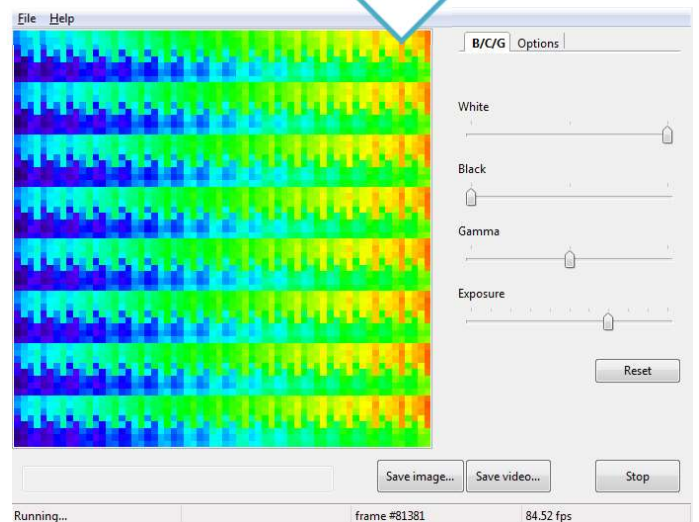 File Help
B/C/G Options
White
Black
Gamma
Exposure
Reset
Save image... Save video... Stop
Running... frame #81381 84.52 fps